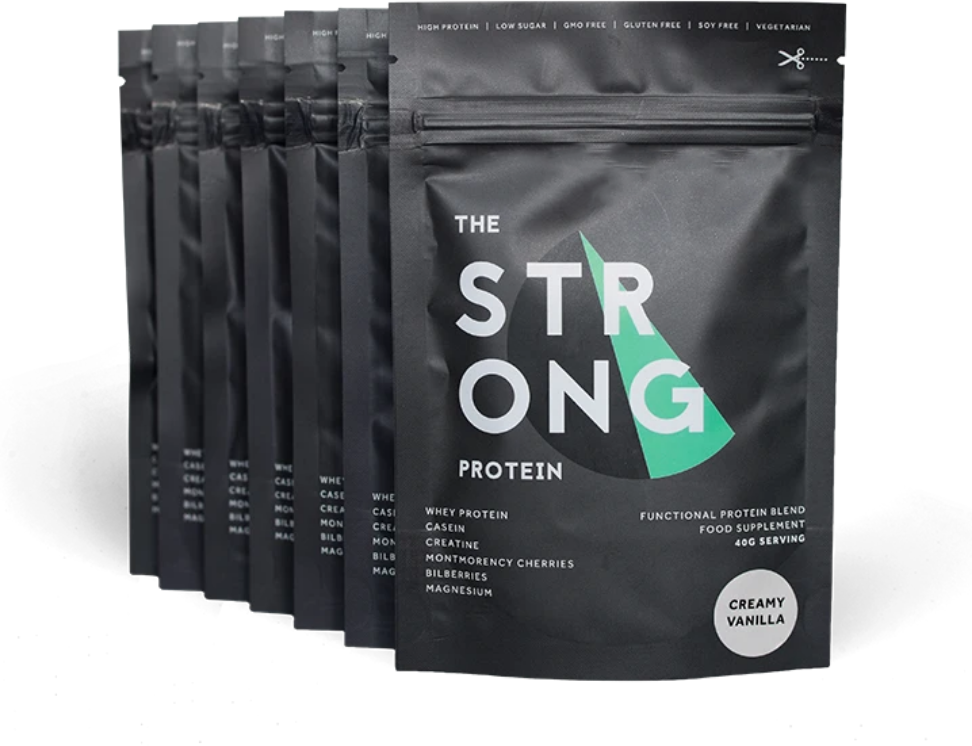 HIGH PROTEIN | LOW SUGAR | GMO FREE | GLUTEN FREE | SOY FREE | VEGETARIAN
THE
STR
ONG
PROTEIN
WHEY PROTEIN
CASEIN
CREATINE
MONTMORENCY CHERRIES
BILBERRIES
MAGNESIUM
FUNCTIONAL PROTEIN BLEND
FOOD SUPPLEMENT
40G SERVING
CREAMY
VANILLA